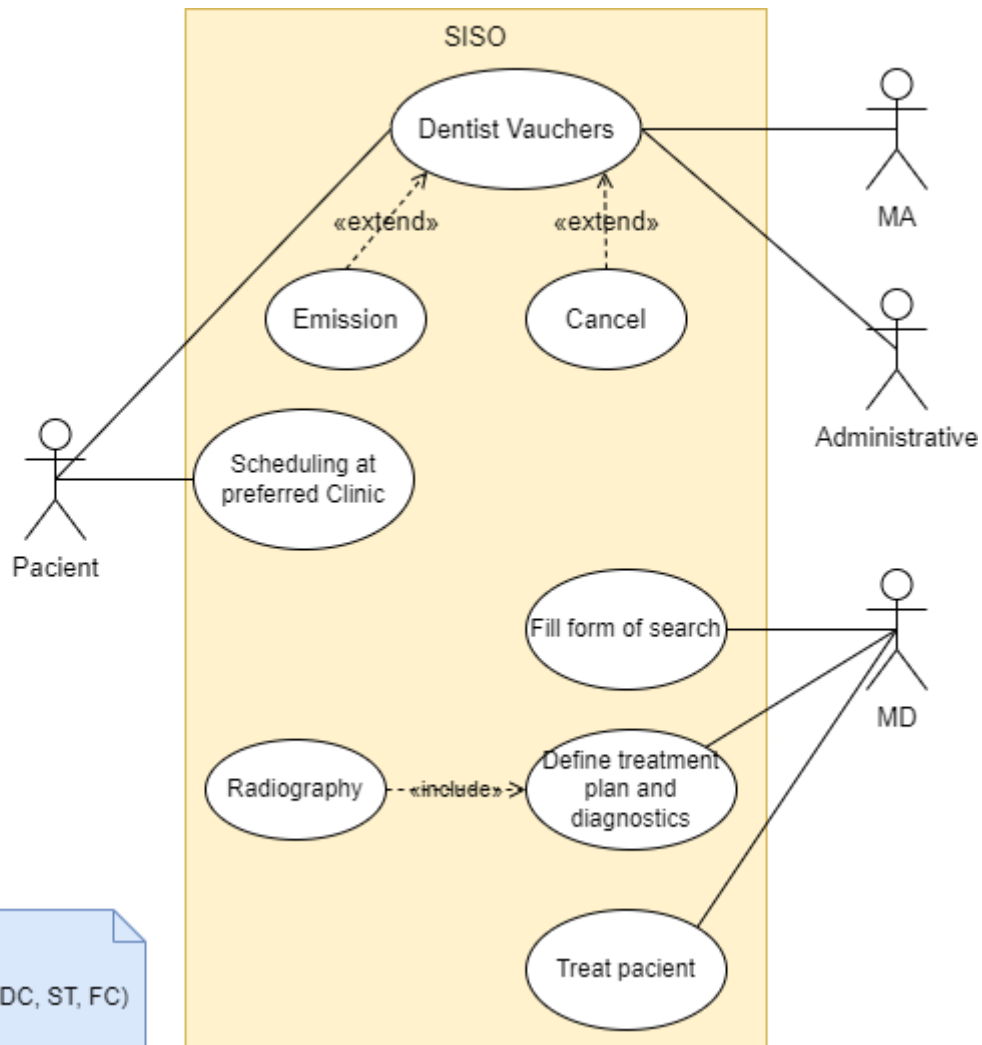 SISO
Dentist Vauchers
MA
«extend»
«extend»
Emission
Cancel
Administrative
Scheduling at
preferred Clinic
Pacient
Fill form of search
MD
Radiography
«include»
Define treatment
plan and
diagnostics
Treat pacient
DC, ST, FC)